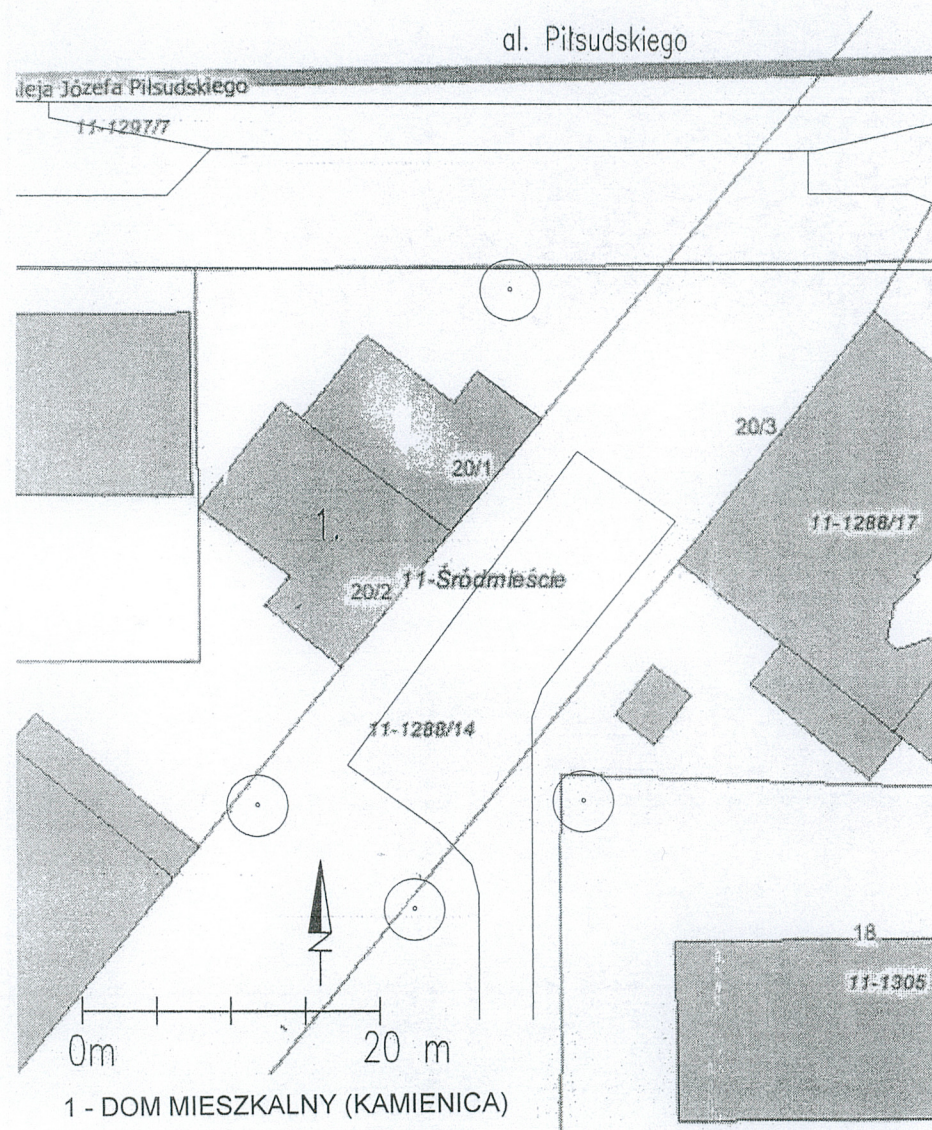 al. Piłsudskiego
leja Józefa Piłsudskiego
11-1297/7
20/3
20/1
11-1288/17
1.
11-Śródmieście
20/2
11-1288/14
18
11-1305
N
0m
20 m
1 - DOM MIESZKALNY (KAMIENICA)